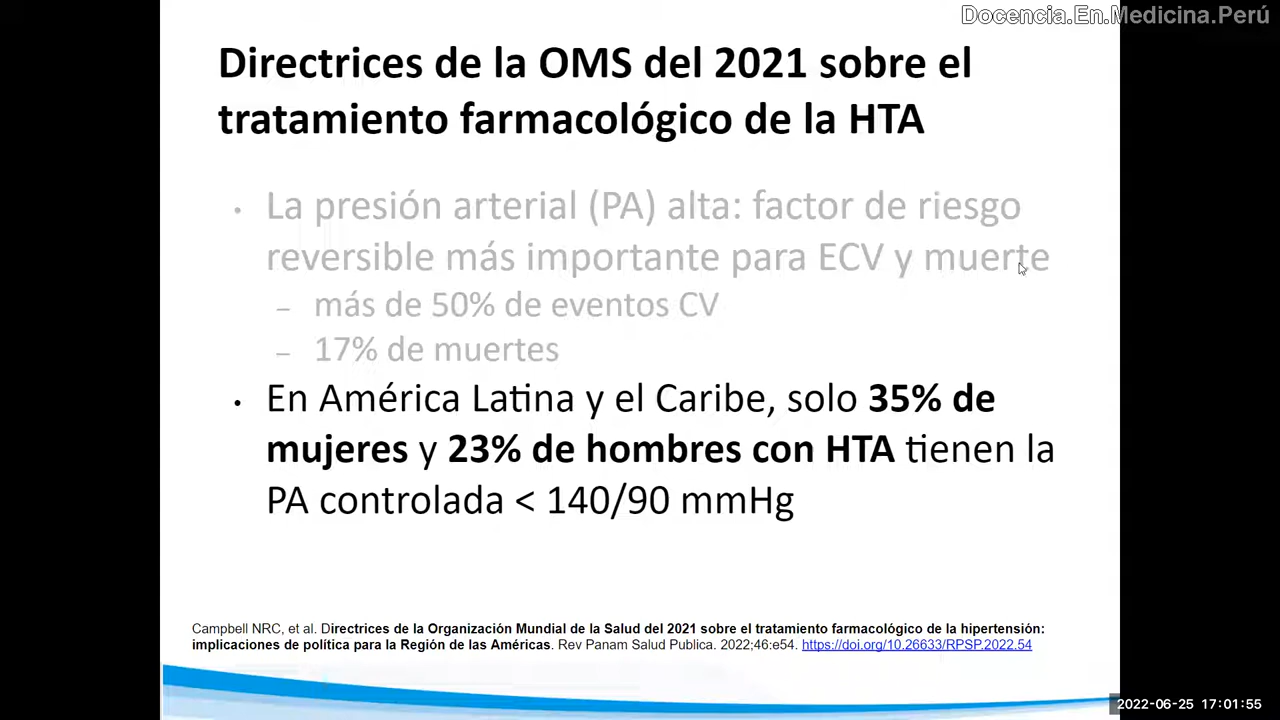 Docencia.En.Medicina.Perú
Directrices de la OMS del 2021 sobre el
tratamiento farmacológico de la HTA
• La presión arterial (PA) alta: factor de riesgo
reversible más importante para ECV y muerte
– más de 50% de eventos CV
– 17% de muertes
• En América Latina y el Caribe, solo 35% de
mujeres y 23% de hombres con HTA tienen la
PA controlada < 140/90 mmHg
Campbell NRC, et al. Directrices de la Organización Mundial de la Salud del 2021 sobre el tratamiento farmacológico de la hipertensión:
implicaciones de política para la Región de las Américas. Rev Panam Salud Publica. 2022;46:e54. https://doi.org/10.26633/RPSP.2022.54
2022-06-25 17:01:55